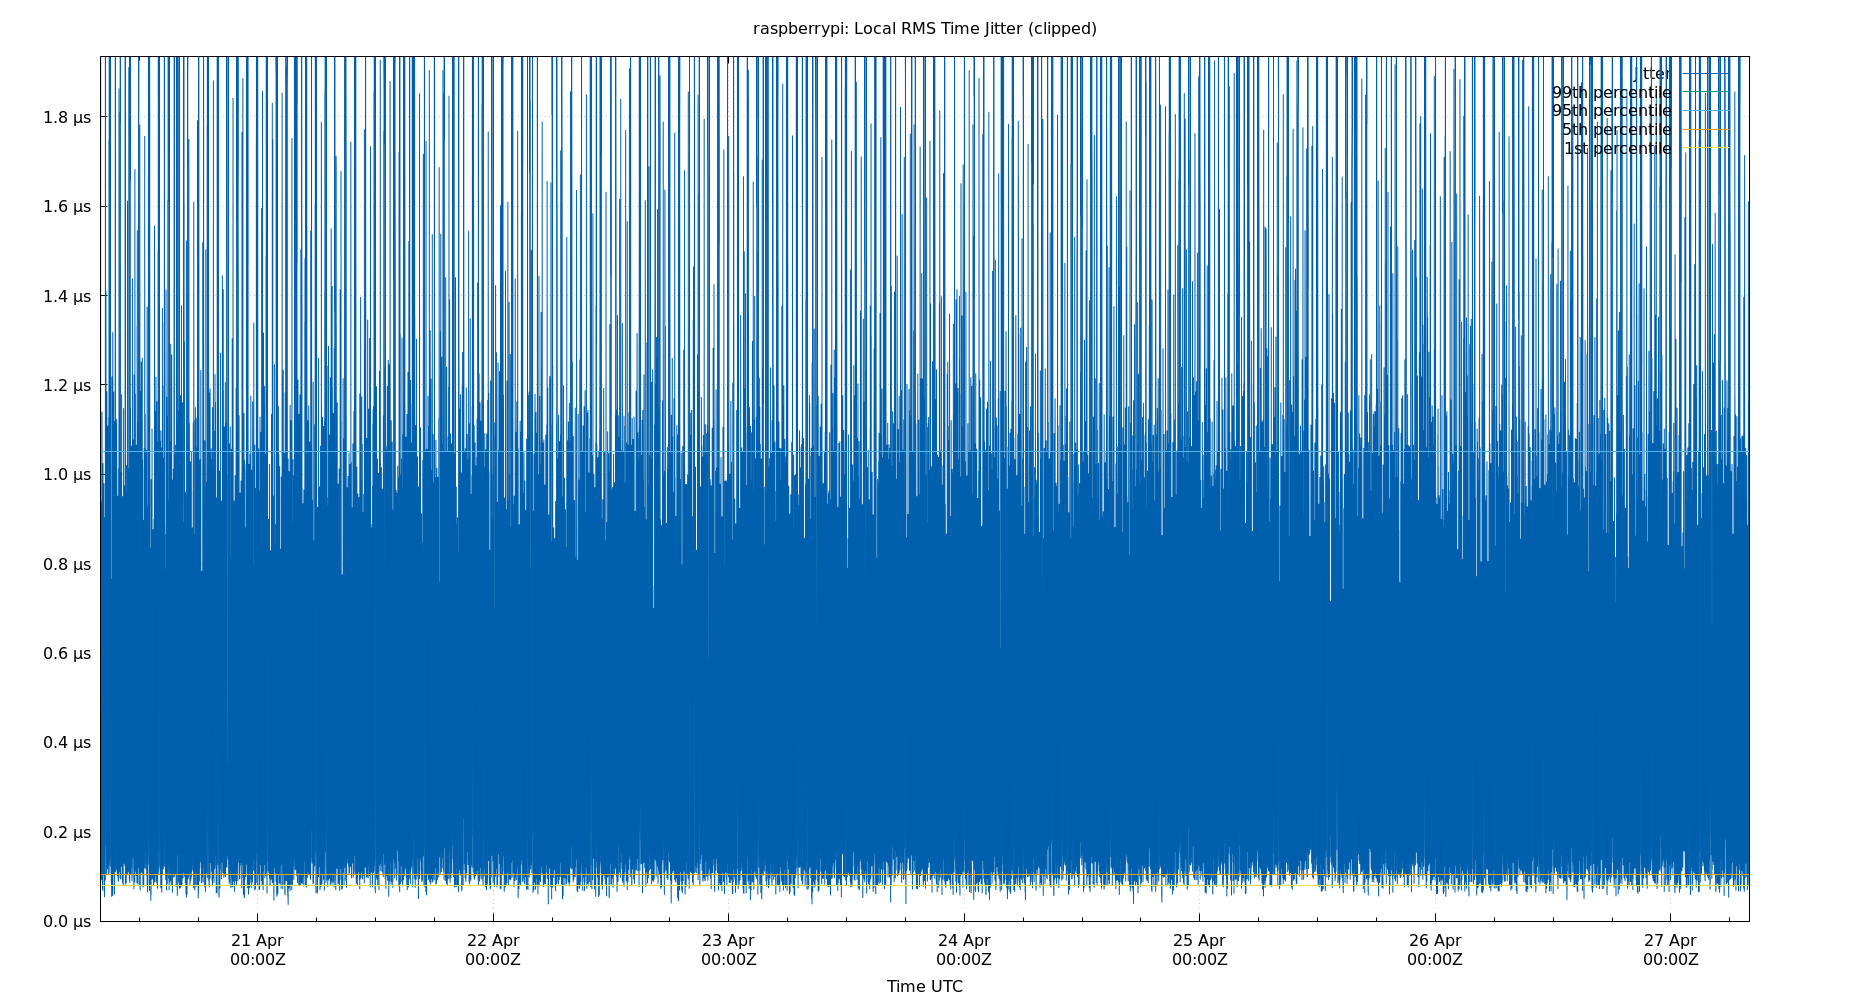 raspberrypi: Local RMS Time Jitter (clipped)
Jitter
99th percentile
95th percentile
5th percentile
1st percentile
1.8 µs
1.6 µs
1.4 µs
1.2 µs
1.0 µs
0.8 µs
0.6 µs
0.4 µs
0.2 µs
0.0 µs
21 Apr 22 Apr 23 Apr 24 Apr 25 Apr 26 Apr 27 Apr
00:00Z 00:00Z 00:00Z 00:00Z 00:00Z 00:00Z 00:00Z
Time UTC